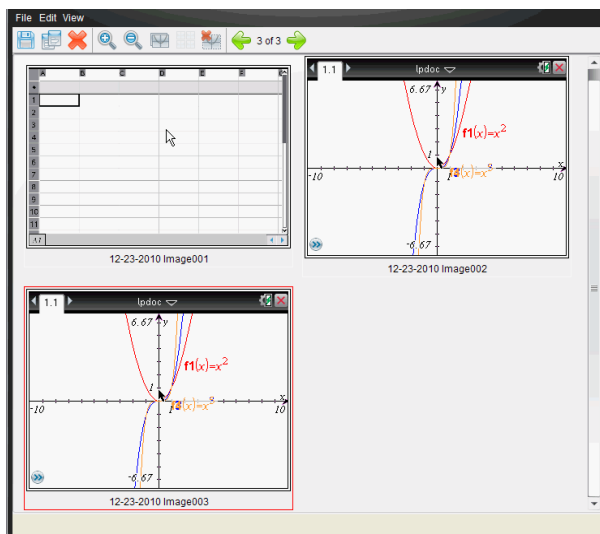 File Edit View
3 of 3
A B C D E F
1
2
3
4
5
6
7
8
9
10
11
A1
12-23-2010 Image001
1.1 lpdoc
6.67 y
f1(x)=x²
1
x
-10 1 10
-6.67
12-23-2010 Image002
1.1 lpdoc
6.67 y
f1(x)=x²
1
x
-10 1 10
-6.67
12-23-2010 Image003